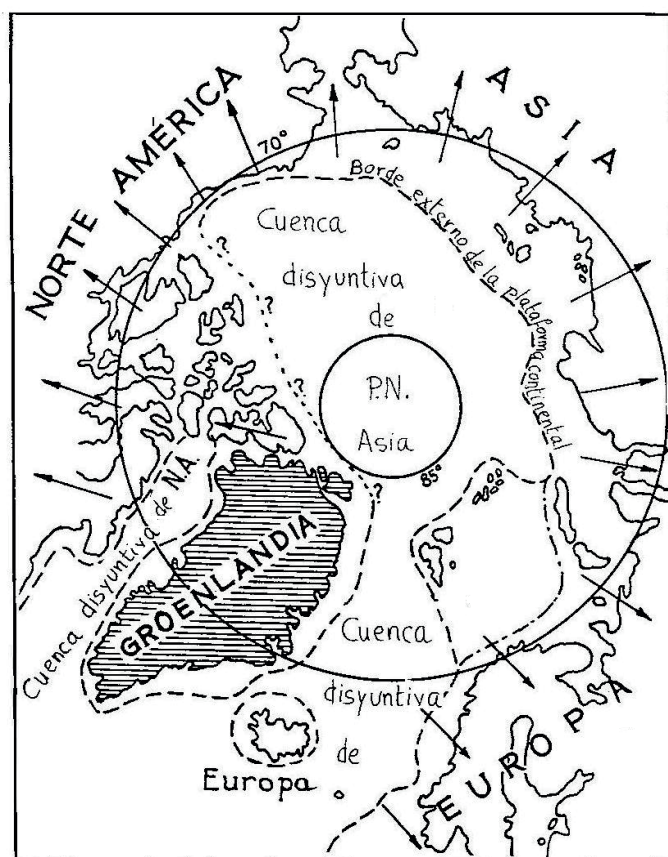 ASIA
NORTE AMÉRICA
70°
Borde externo de la plataforma continental
Cuenca
disyuntiva
de
?
?
?
P.N.
Asia
85°
?
Cuenca disyuntiva de NA.
GROENLANDIA
Cuenca
disyuntiva
de
Europa
EUROPA